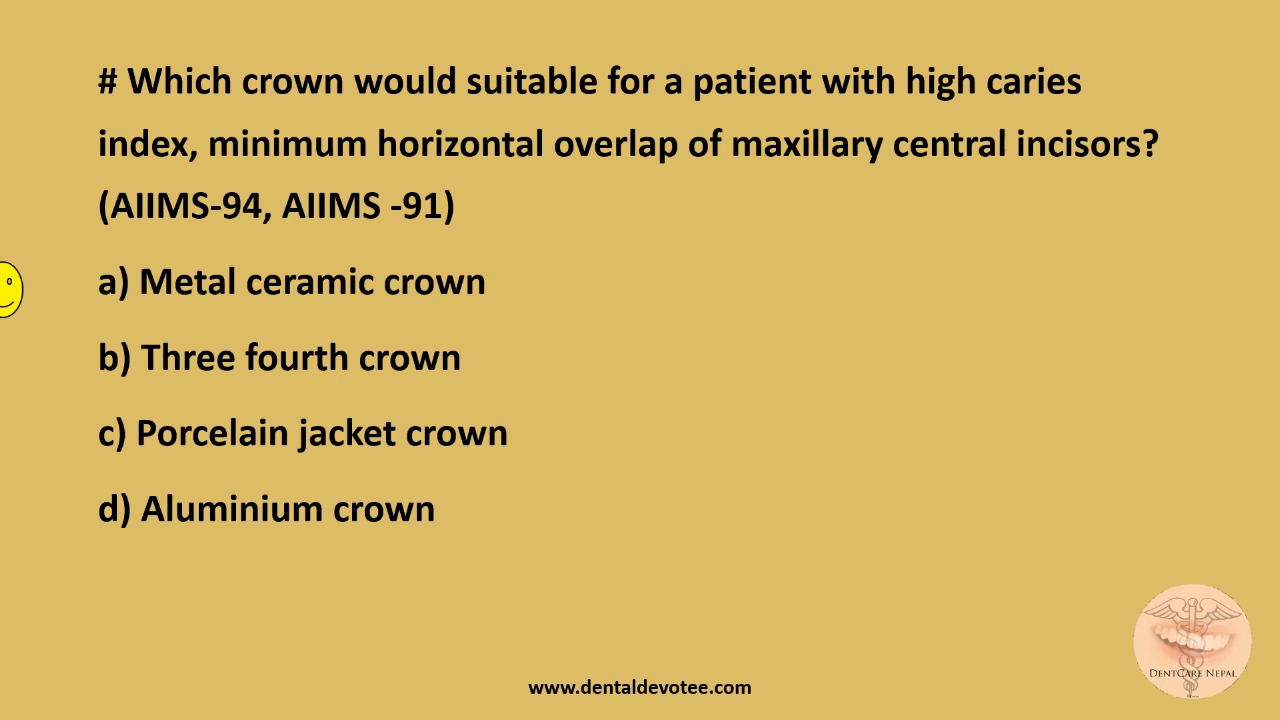 # Which crown would suitable for a patient with high caries
index, minimum horizontal overlap of maxillary central incisors?
(AIIMS-94, AIIMS -91)
a) Metal ceramic crown
b) Three fourth crown
c) Porcelain jacket crown
d) Aluminium crown
DENTCARE NEPAL
www.dentaldevotee.com